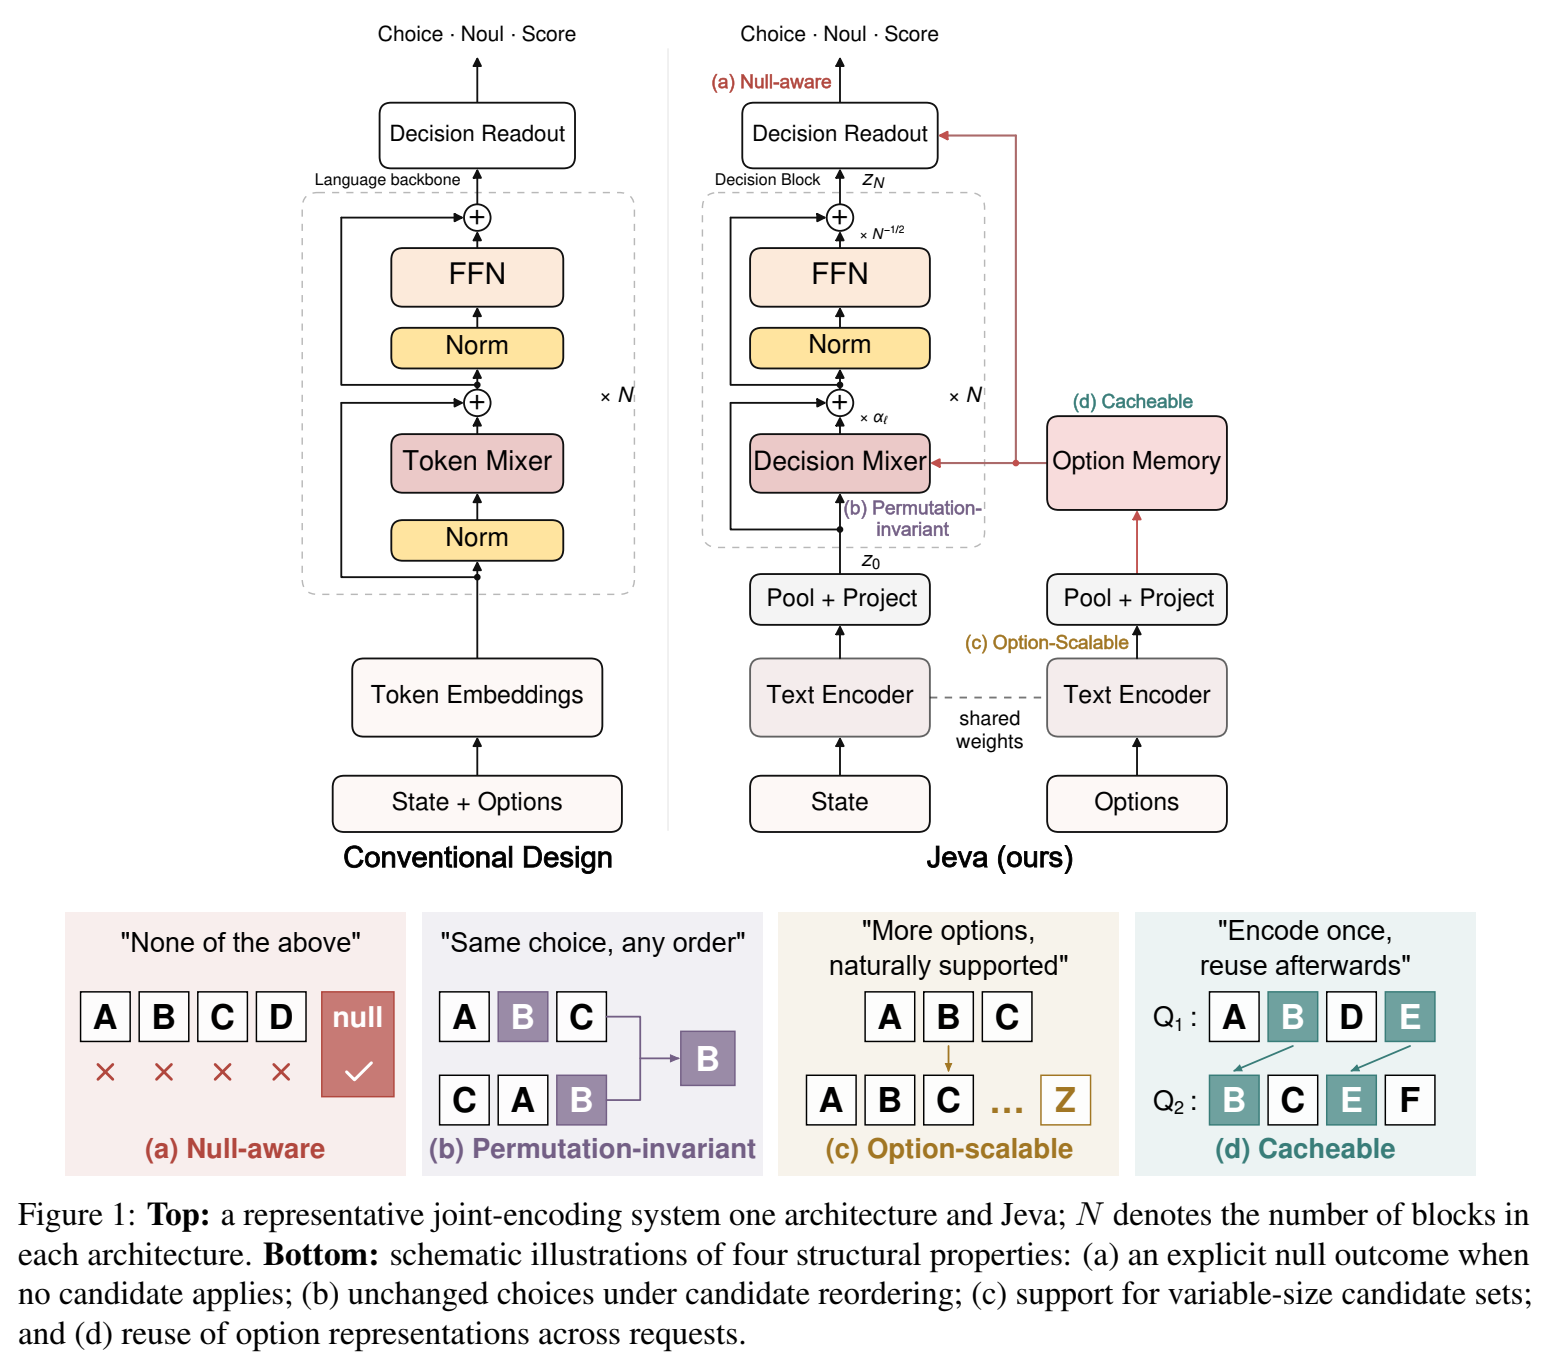 Choice · Noul · Score
Decision Readout
Language backbone
+
FFN
Norm
× N
+
Token Mixer
Norm
Token Embeddings
State + Options
Conventional Design
Choice · Noul · Score
(a) Null-aware
Decision Readout
Decision Block
z_N
+
× N^−1/2
FFN
Norm
× N
+
× α_ℓ
Decision Mixer
(b) Permutation-
invariant
z_0
Pool + Project
Text Encoder
State
shared
weights
(d) Cacheable
Option Memory
Pool + Project
(c) Option-Scalable
Text Encoder
Options
Jeva (ours)
"None of the above"
A B C D null
(a) Null-aware
"Same choice, any order"
A B C
B
C A B
(b) Permutation-invariant
"More options,
naturally supported"
A B C
A B C ... Z
(c) Option-scalable
"Encode once,
reuse afterwards"
Q1 : A B D E
Q2 : B C E F
(d) Cacheable
Figure 1: Top: a representative joint-encoding system one architecture and Jeva; N denotes the number of blocks in
each architecture. Bottom: schematic illustrations of four structural properties: (a) an explicit null outcome when
no candidate applies; (b) unchanged choices under candidate reordering; (c) support for variable-size candidate sets;
and (d) reuse of option representations across requests.